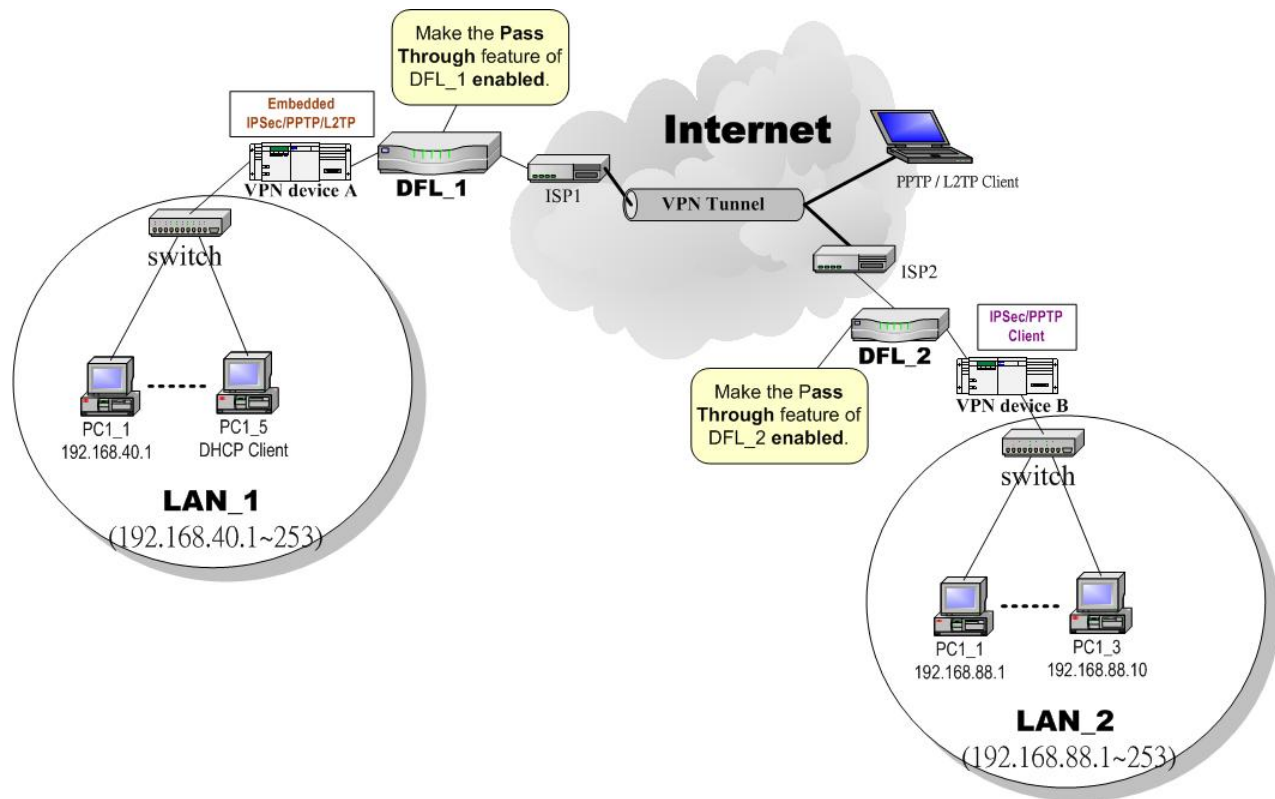 Make the Pass
Through feature of
DFL_1 enabled.
Embedded
IPSec/PPTP/L2TP
VPN device A
DFL_1
ISP1
Internet
VPN Tunnel
PPTP / L2TP Client
ISP2
switch
PC1_1
192.168.40.1
PC1_5
DHCP Client
LAN_1
(192.168.40.1~253)
DFL_2
IPSec/PPTP
Client
Make the Pass
Through feature of
DFL_2 enabled.
VPN device B
switch
PC1_1
192.168.88.1
PC1_3
192.168.88.10
LAN_2
(192.168.88.1~253)